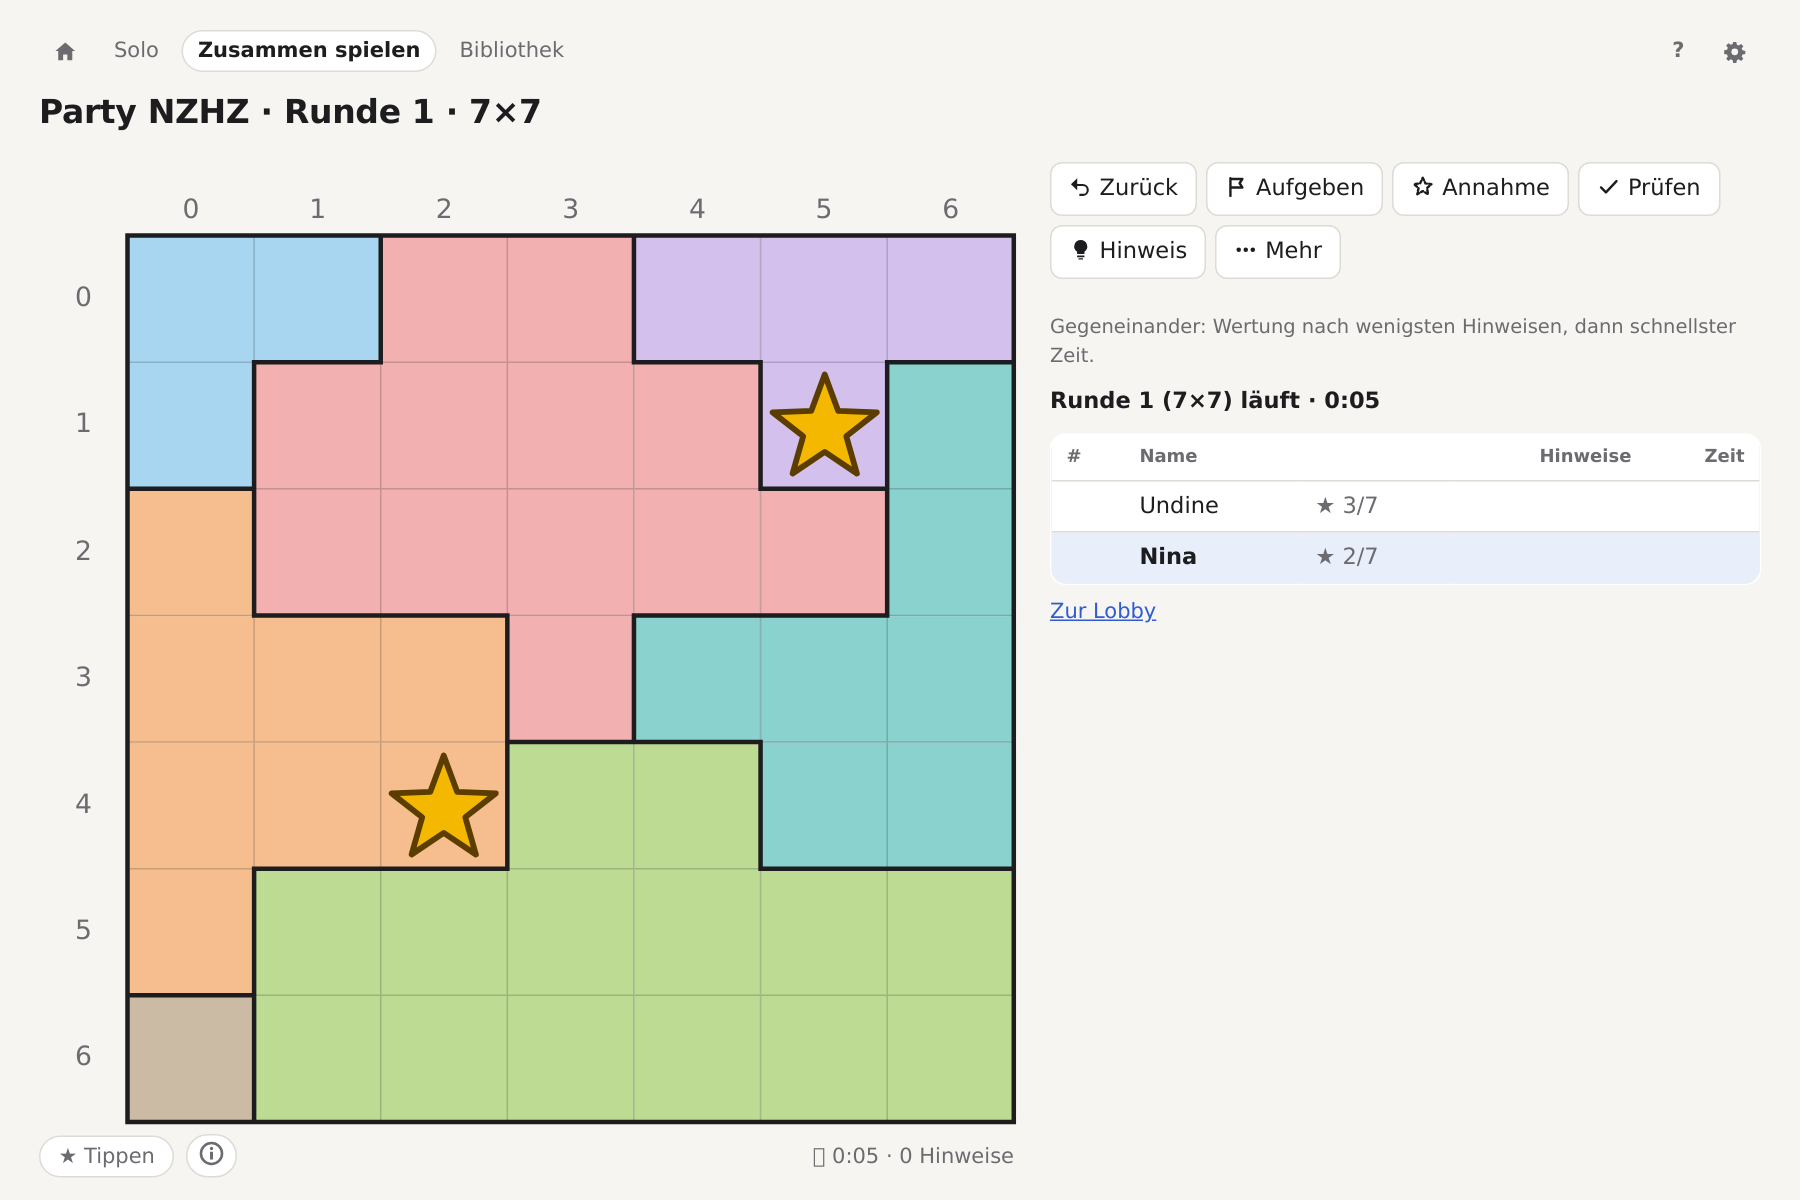 Solo Zusammen spielen Bibliothek ?
Party NZHZ · Runde 1 · 7×7
Zurück Aufgeben Annahme Prüfen
Hinweis Mehr
0 1 2 3 4 5 6
0
1
2
3
4
5
6
Gegeneinander: Wertung nach wenigsten Hinweisen, dann schnellster
Zeit.
Runde 1 (7×7) läuft · 0:05
# Name Hinweise Zeit
Undine ★ 3/7
Nina ★ 2/7
Zur Lobby
★ Tippen
0:05 · 0 Hinweise